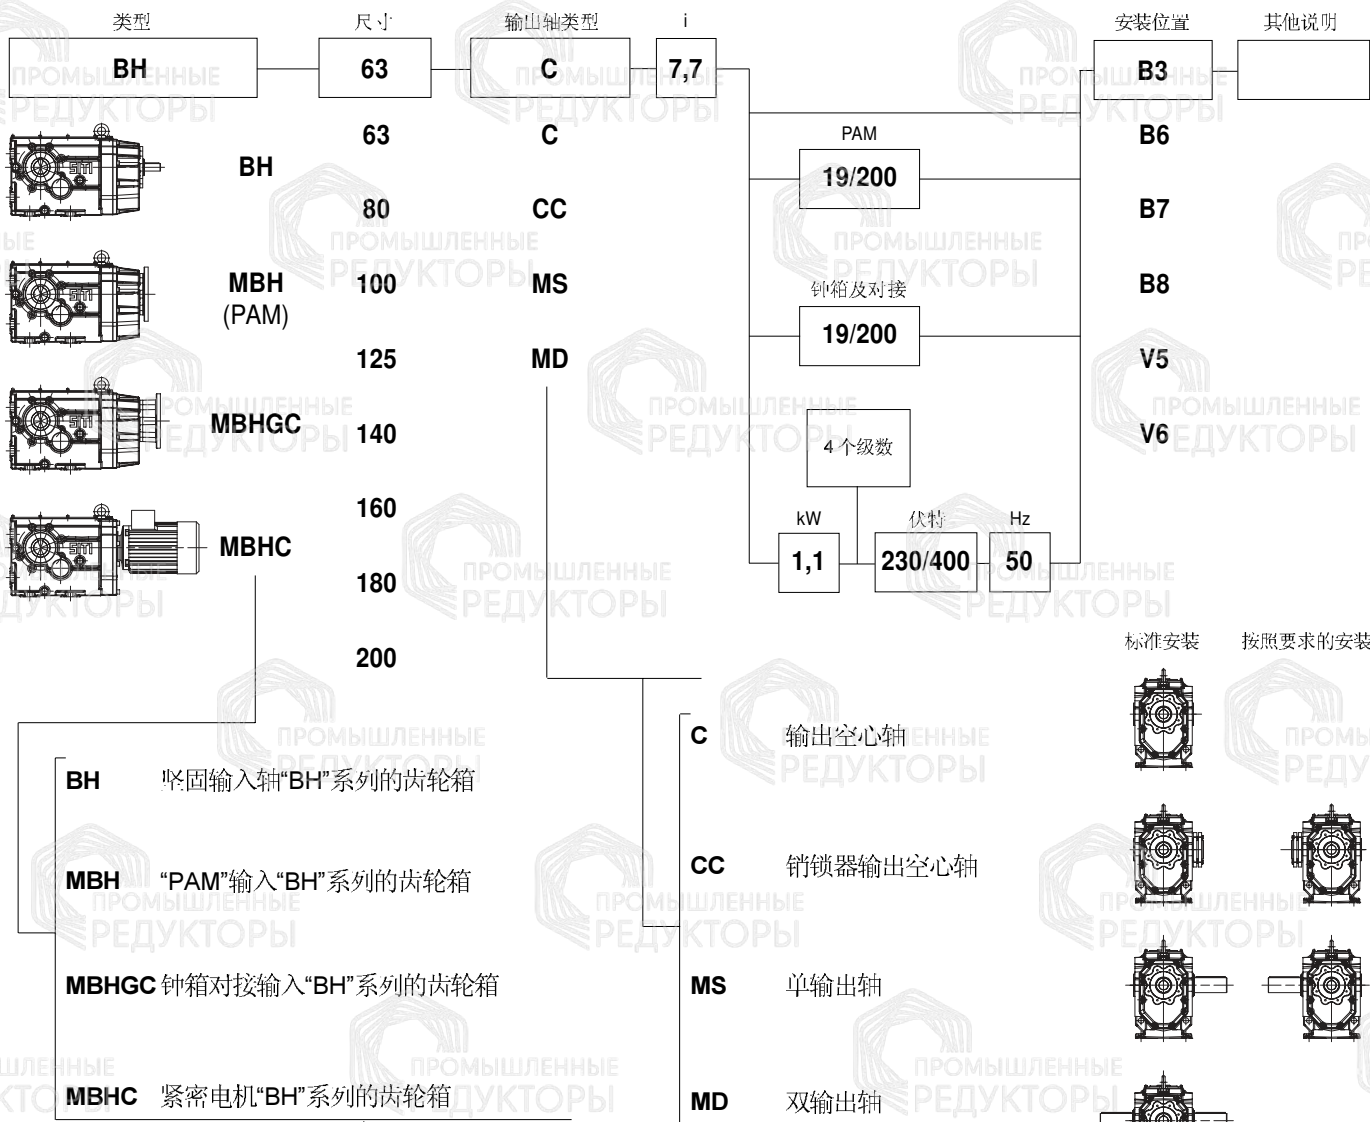 类型 尺寸 输出轴类型 i 安装位置 其他说明
BH 63 C 7,7 B3
BH
MBH
(PAM)
MBHGC
MBHC
63
80
100
125
140
160
180
200
C
CC
MS
MD
PAM
19/200
钟箱及对接
19/200
4 个级数
kW 伏特 Hz
1,1 230/400 50
B6
B7
B8
V5
V6
标准安装 按照要求的安装
BH 坚固输入轴“BH”系列的齿轮箱
MBH “PAM”输入“BH”系列的齿轮箱
MBHGC 钟箱对接输入“BH”系列的齿轮箱
MBHC 紧密电机“BH”系列的齿轮箱
C 输出空心轴
CC 销锁器输出空心轴
MS 单输出轴
MD 双输出轴
ПРОМЫШЛЕННЫЕ
РЕДУКТОРЫ